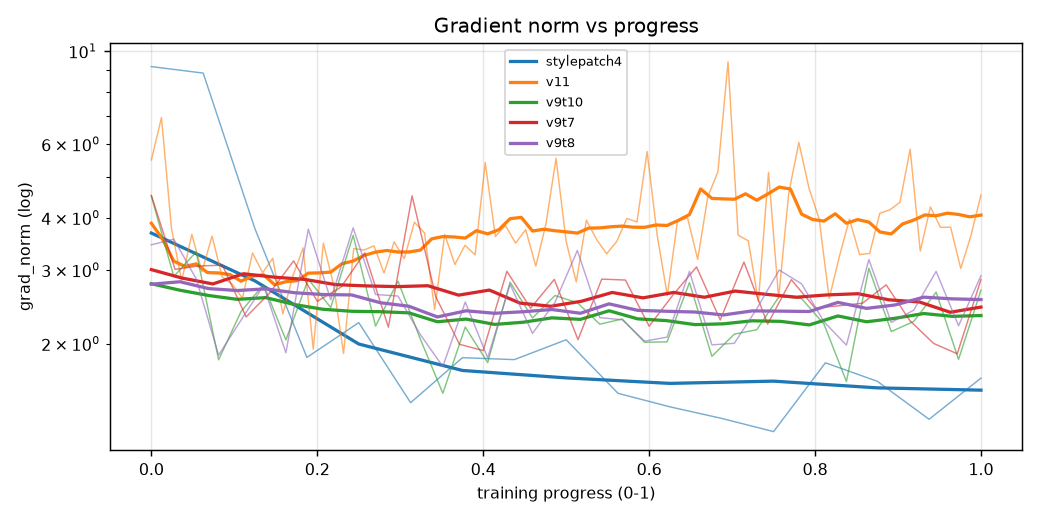 Gradient norm vs progress
10¹
6 × 10⁰
4 × 10⁰
3 × 10⁰
2 × 10⁰
grad_norm (log)
stylepatch4
v11
v9t10
v9t7
v9t8
0.0 0.2 0.4 0.6 0.8 1.0
training progress (0-1)